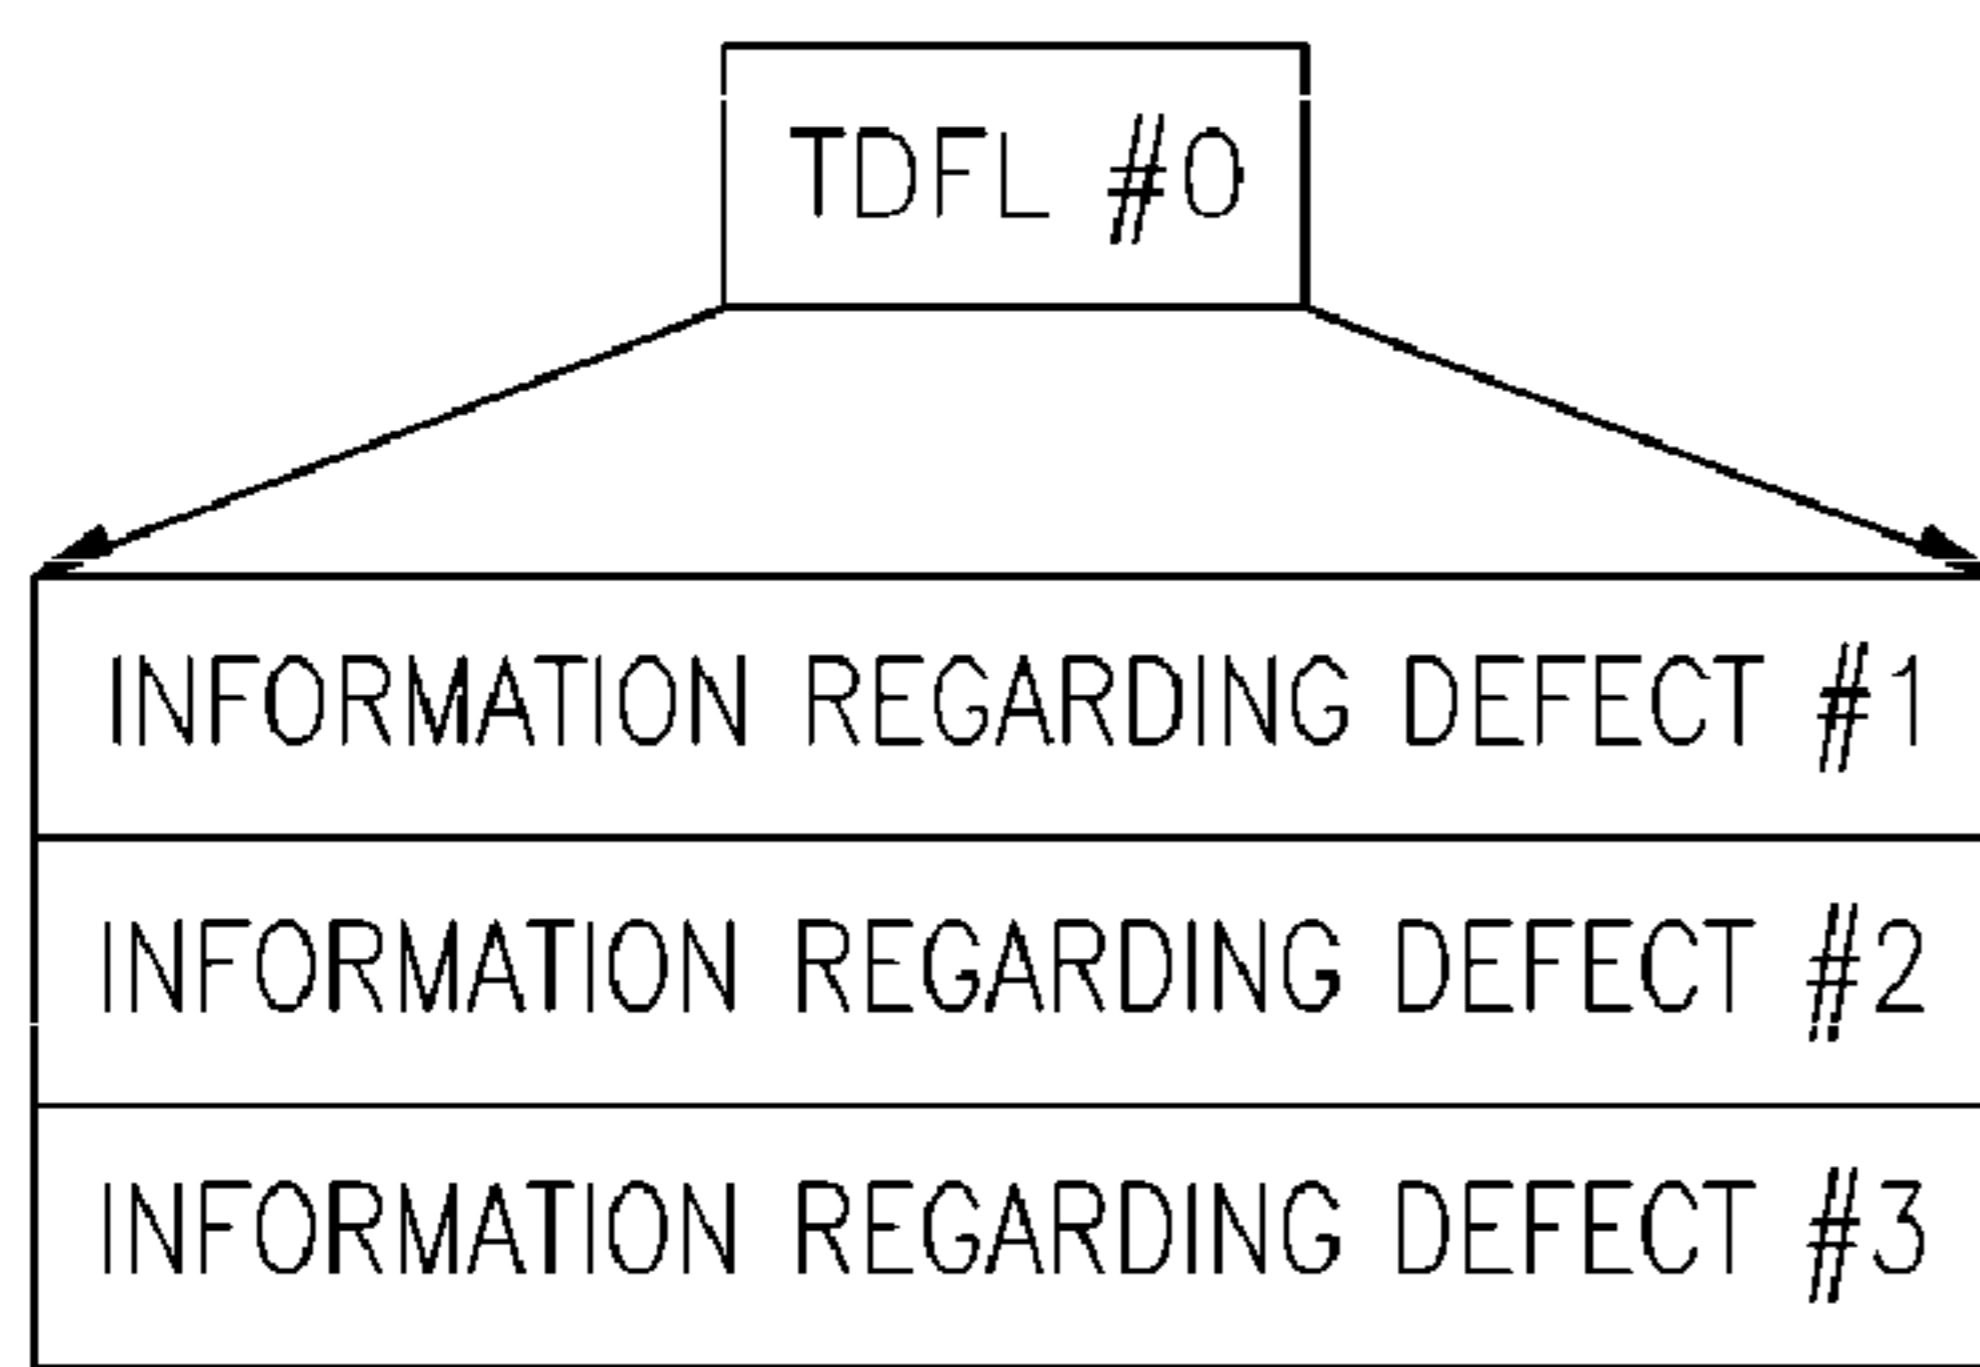 TDFL #0
INFORMATION REGARDING DEFECT #1
INFORMATION REGARDING DEFECT #2
INFORMATION REGARDING DEFECT #3